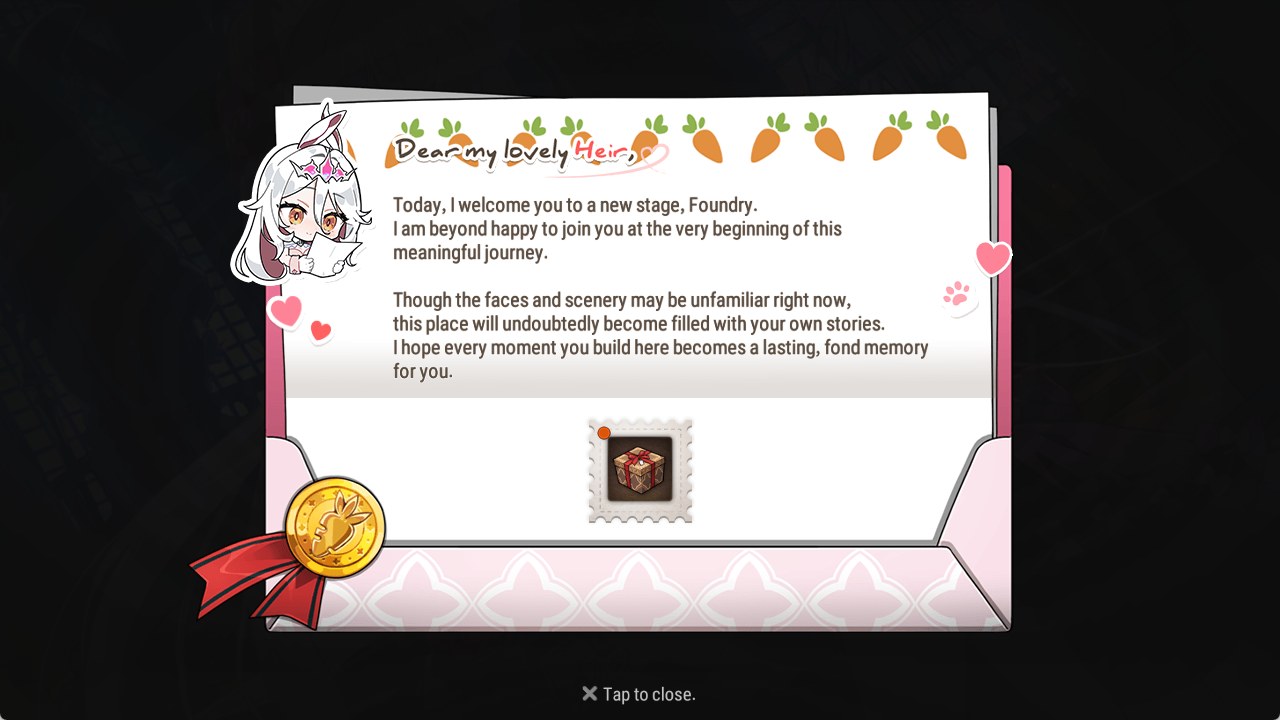 Dear my lovely Heir,
Today, I welcome you to a new stage, Foundry.
I am beyond happy to join you at the very beginning of this
meaningful journey.
Though the faces and scenery may be unfamiliar right now,
this place will undoubtedly become filled with your own stories.
I hope every moment you build here becomes a lasting, fond memory
for you.
Tap to close.